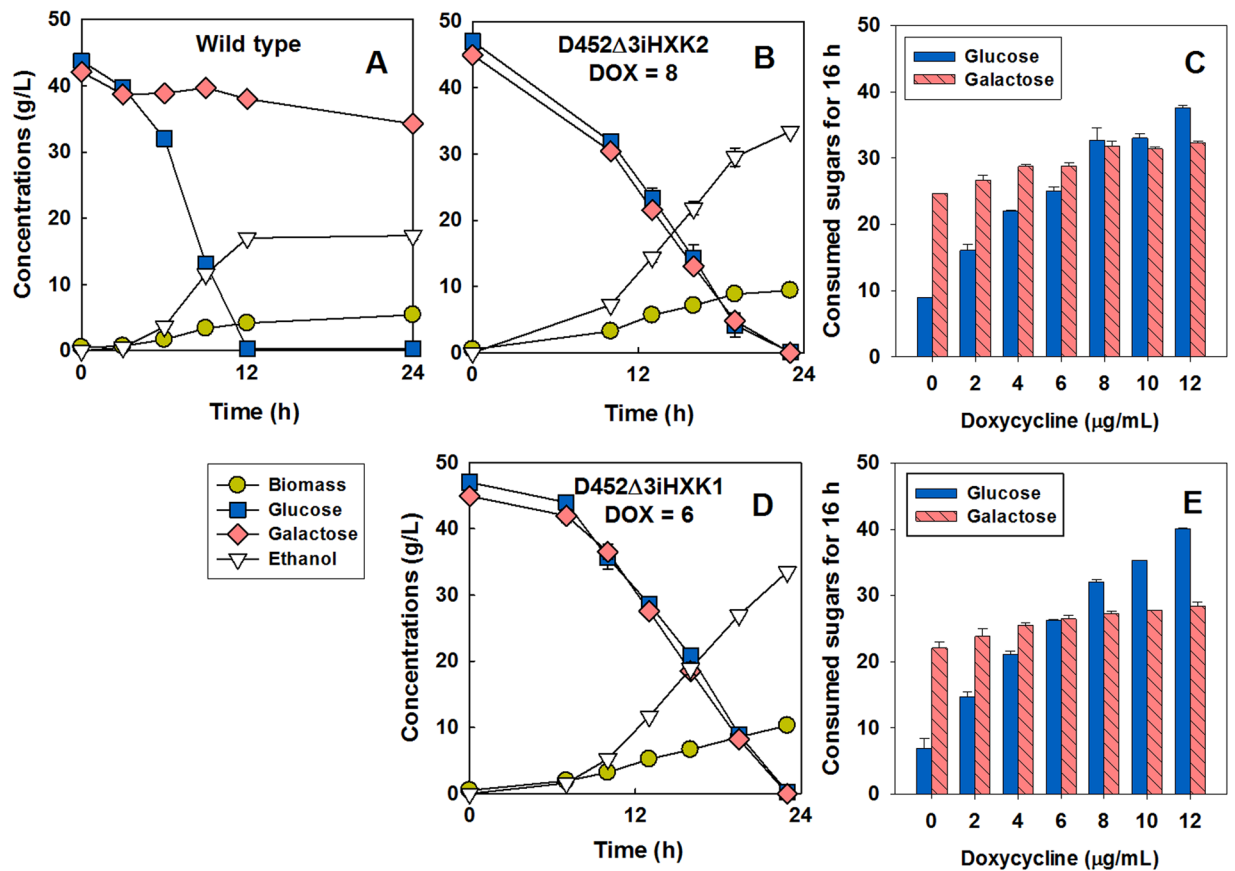 Wild type
A
Concentrations (g/L)
50
40
30
20
10
0
0
12
24
Time (h)
D452Δ3iHXK2
DOX = 8
B
50
40
30
20
10
0
0
12
24
Time (h)
C
Glucose
Galactose
Consumed sugars for 16 h
50
40
30
20
10
0
0 2 4 6 8 10 12
Doxycycline (μg/mL)
Biomass
Glucose
Galactose
Ethanol
D452Δ3iHXK1
DOX = 6
D
Concentrations (g/L)
50
40
30
20
10
0
0
12
24
Time (h)
E
Glucose
Galactose
Consumed sugars for 16 h
50
40
30
20
10
0
0 2 4 6 8 10 12
Doxycycline (μg/mL)